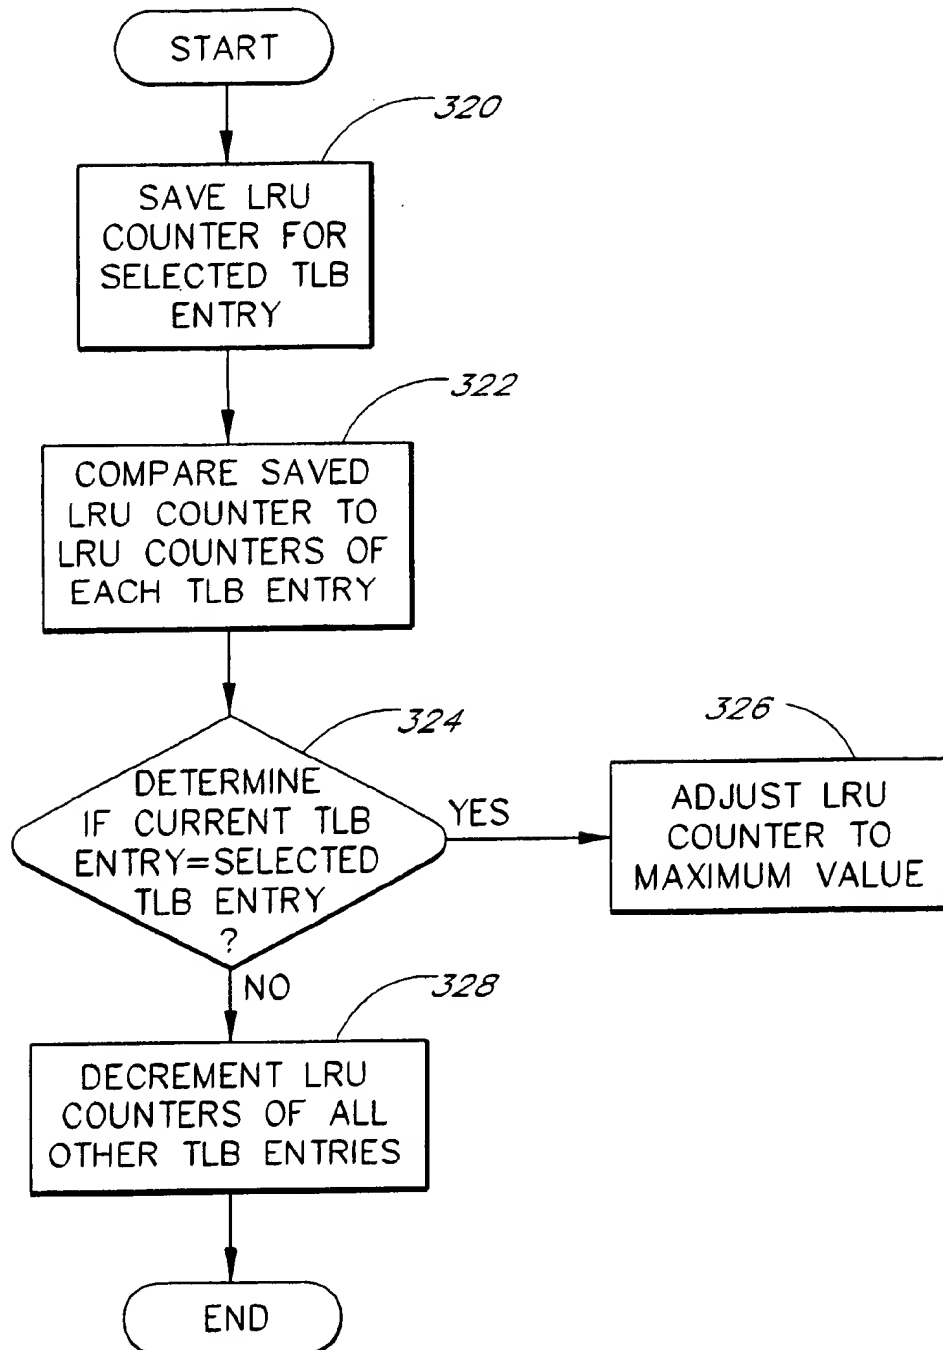 START
320
SAVE LRU
COUNTER FOR
SELECTED TLB
ENTRY
322
COMPARE SAVED
LRU COUNTER TO
LRU COUNTERS OF
EACH TLB ENTRY
324
DETERMINE
IF CURRENT TLB
ENTRY=SELECTED
TLB ENTRY
?
YES
326
ADJUST LRU
COUNTER TO
MAXIMUM VALUE
NO
328
DECREMENT LRU
COUNTERS OF ALL
OTHER TLB ENTRIES
END